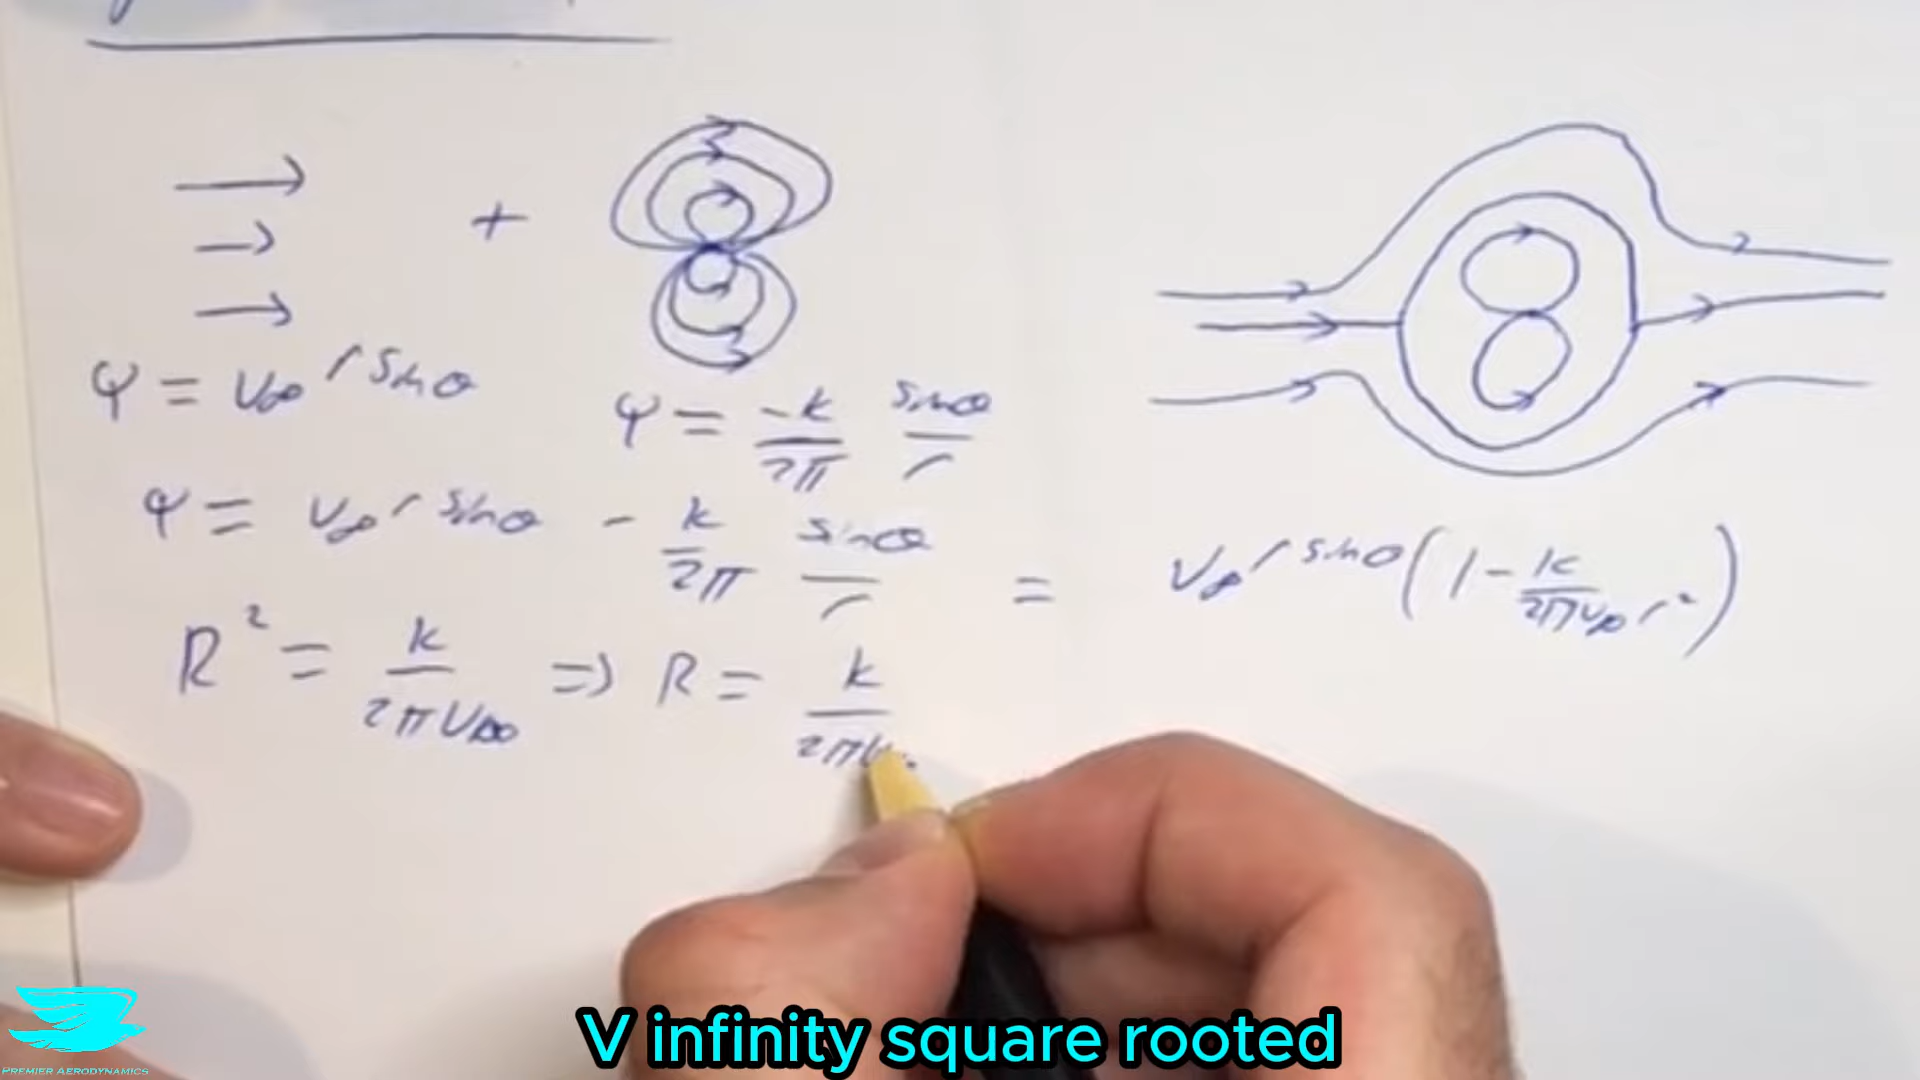 ψ = V∞ r sinθ
+
ψ = -k/2π sinθ/r
ψ = V∞ r sinθ - k/2π sinθ/r = V∞ r sinθ (1 - k/2πV∞ r²)
R² = k/2πV∞ => R = k/2πV
V infinity square rooted
PREMIER AERODYNAMICS